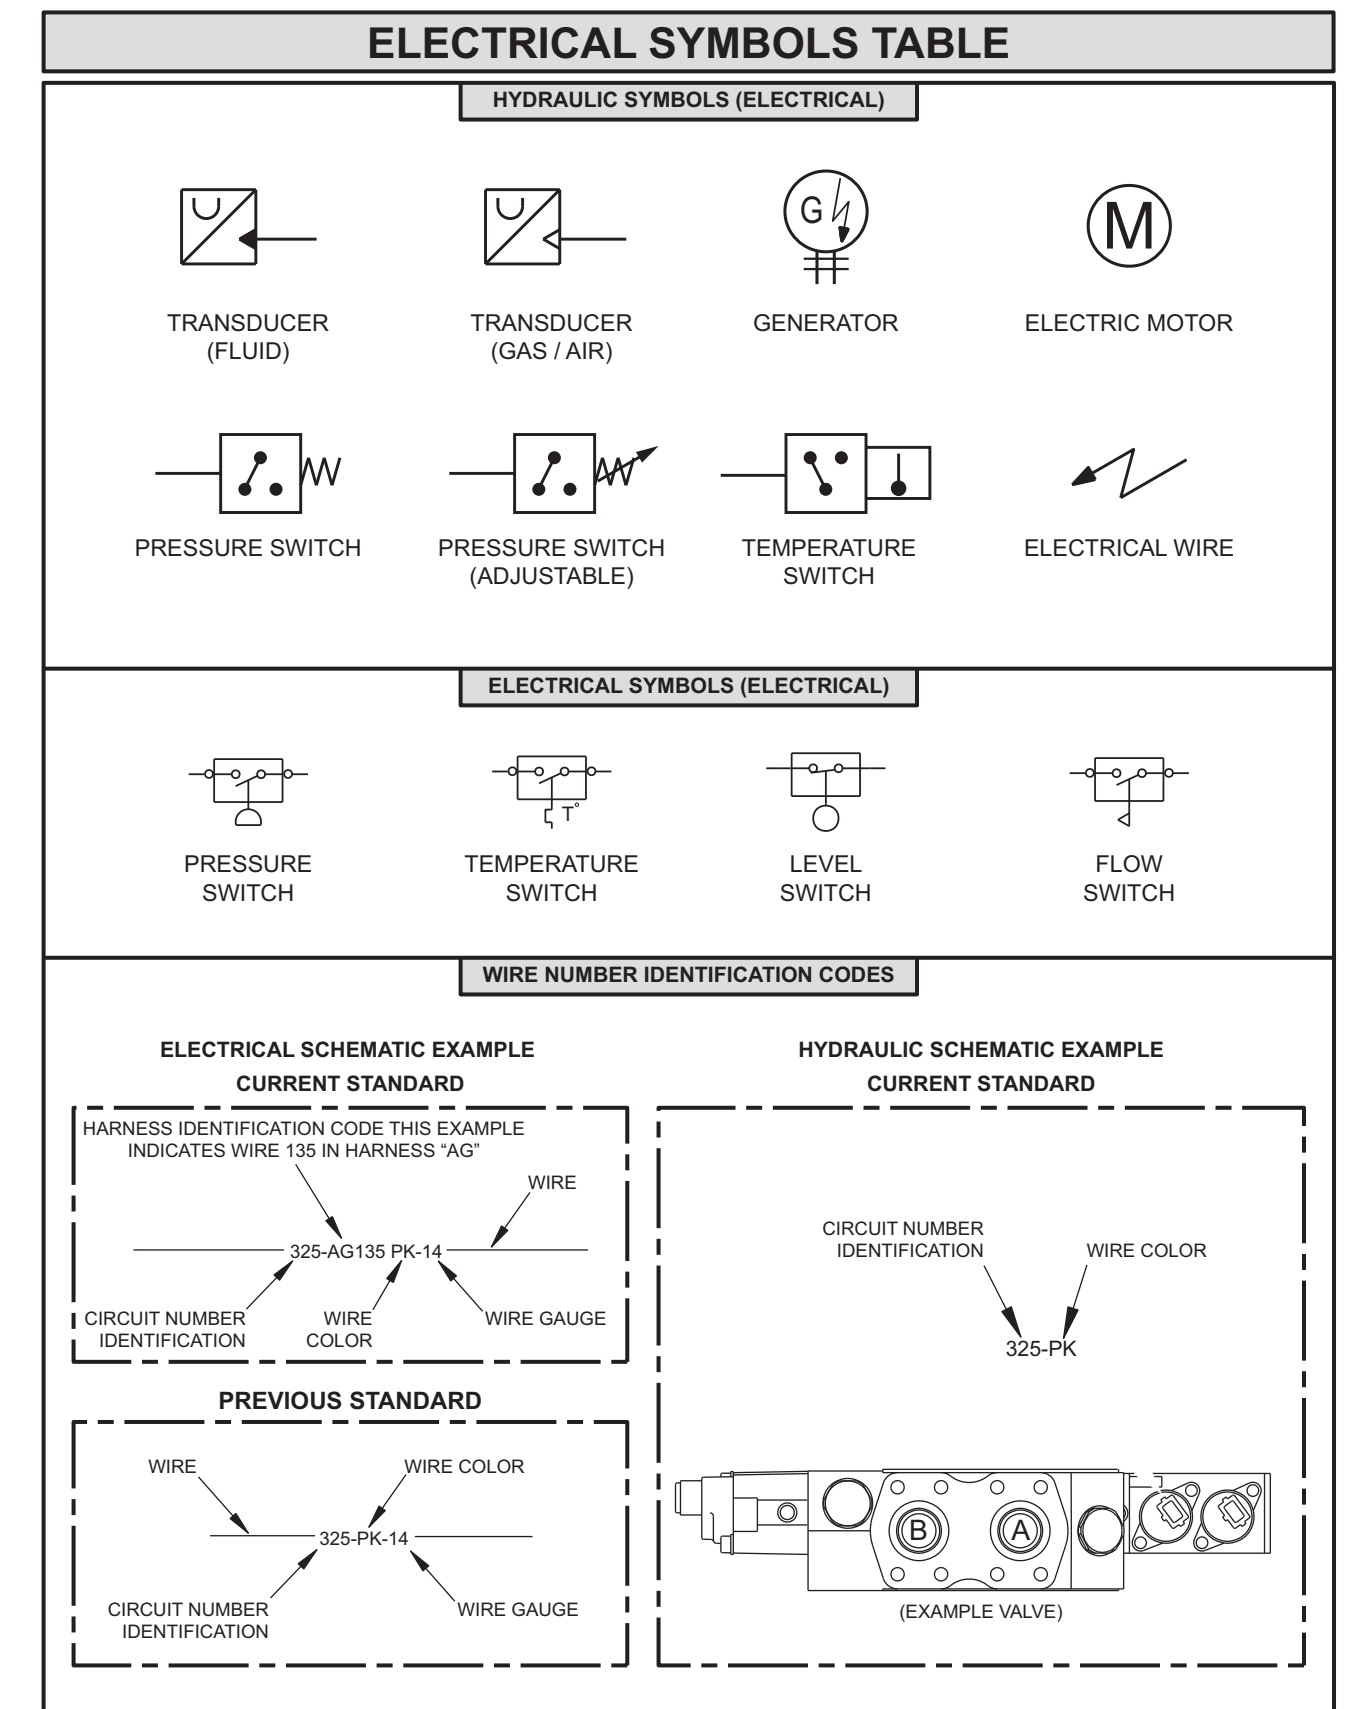 ELECTRICAL SYMBOLS TABLE
HYDRAULIC SYMBOLS (ELECTRICAL)
G
M
TRANSDUCER
(FLUID)
TRANSDUCER
(GAS / AIR)
GENERATOR
ELECTRIC MOTOR
PRESSURE SWITCH
PRESSURE SWITCH
(ADJUSTABLE)
TEMPERATURE
SWITCH
ELECTRICAL WIRE
ELECTRICAL SYMBOLS (ELECTRICAL)
T°
PRESSURE
SWITCH
TEMPERATURE
SWITCH
LEVEL
SWITCH
FLOW
SWITCH
WIRE NUMBER IDENTIFICATION CODES
ELECTRICAL SCHEMATIC EXAMPLE
CURRENT STANDARD
HARNESS IDENTIFICATION CODE THIS EXAMPLE
INDICATES WIRE 135 IN HARNESS “AG”
WIRE
325-AG135 PK-14
CIRCUIT NUMBER
IDENTIFICATION
WIRE
COLOR
WIRE GAUGE
PREVIOUS STANDARD
WIRE
WIRE COLOR
325-PK-14
CIRCUIT NUMBER
IDENTIFICATION
WIRE GAUGE
HYDRAULIC SCHEMATIC EXAMPLE
CURRENT STANDARD
CIRCUIT NUMBER
IDENTIFICATION
WIRE COLOR
325-PK
B
A
(EXAMPLE VALVE)